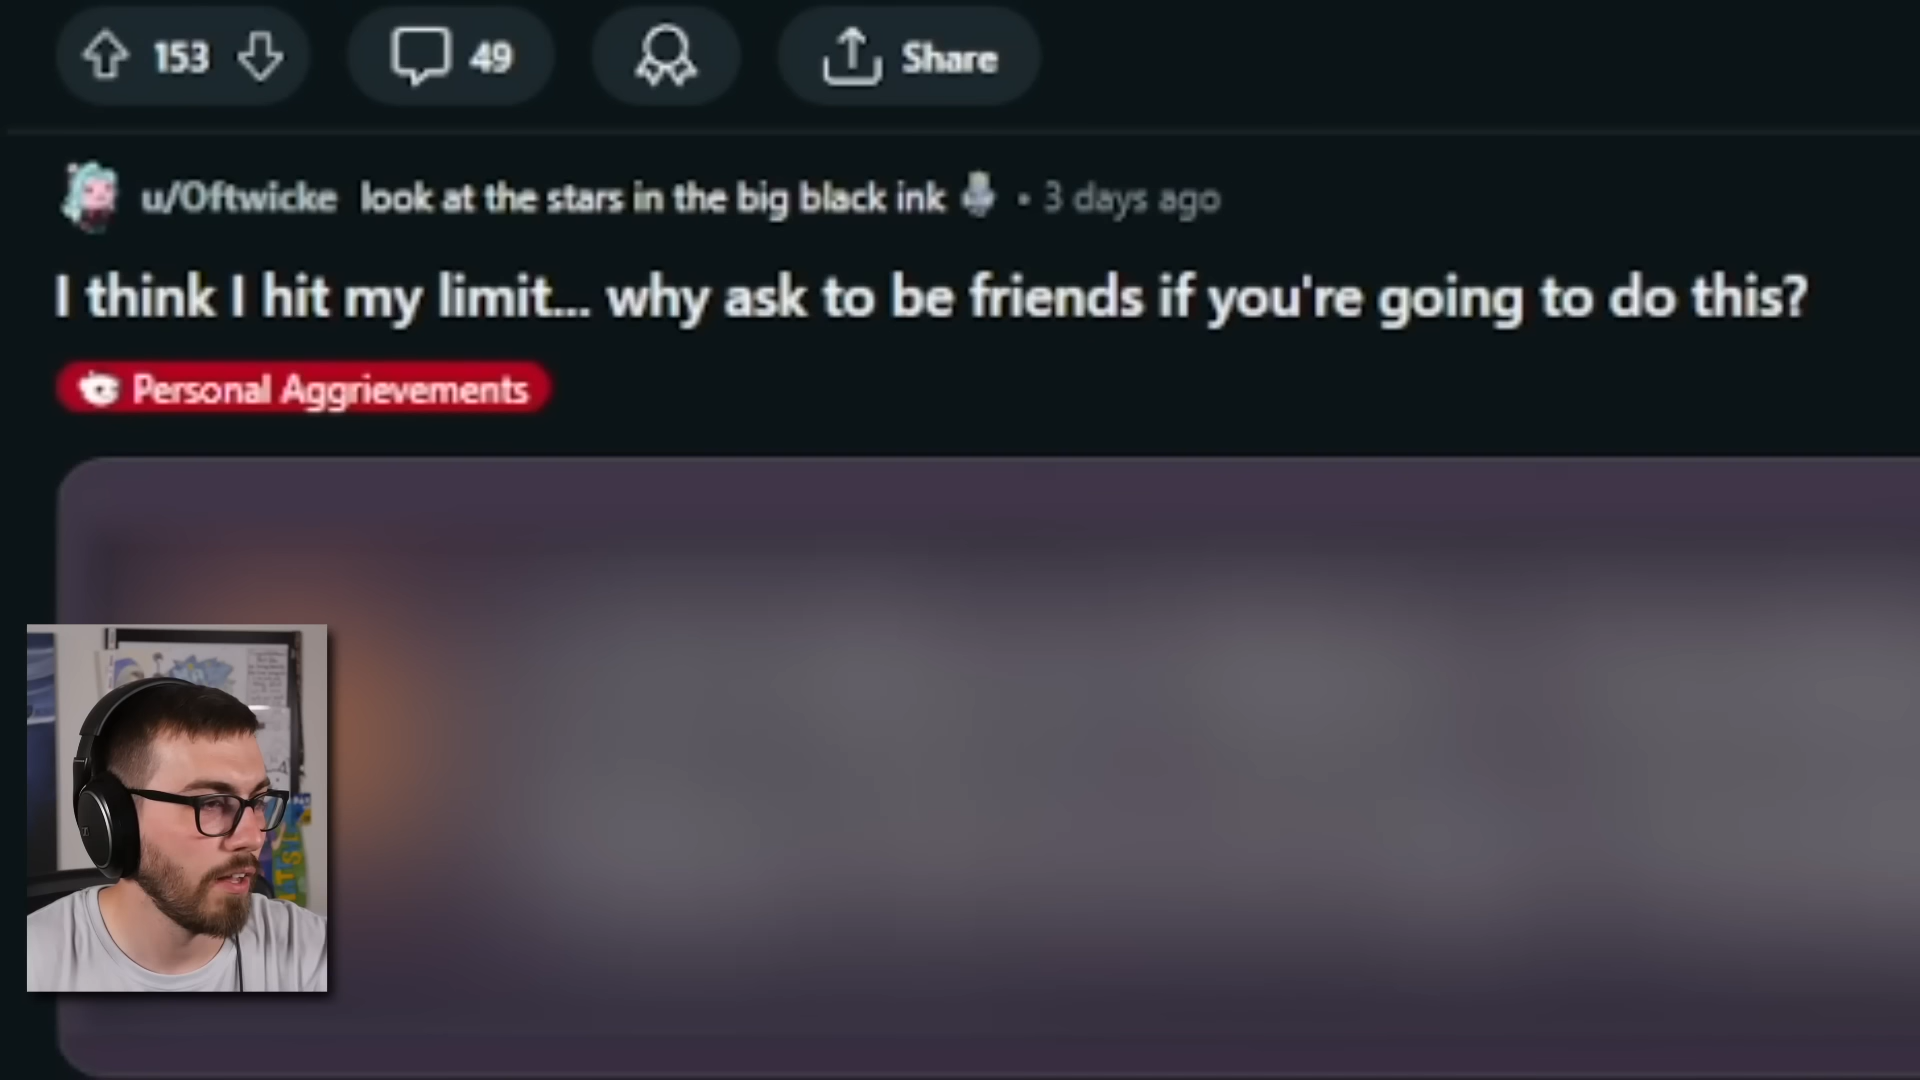 153 49 Share
u/Oftwicke look at the stars in the big black ink • 3 days ago
I think I hit my limit... why ask to be friends if you're going to do this?
Personal Aggrievements